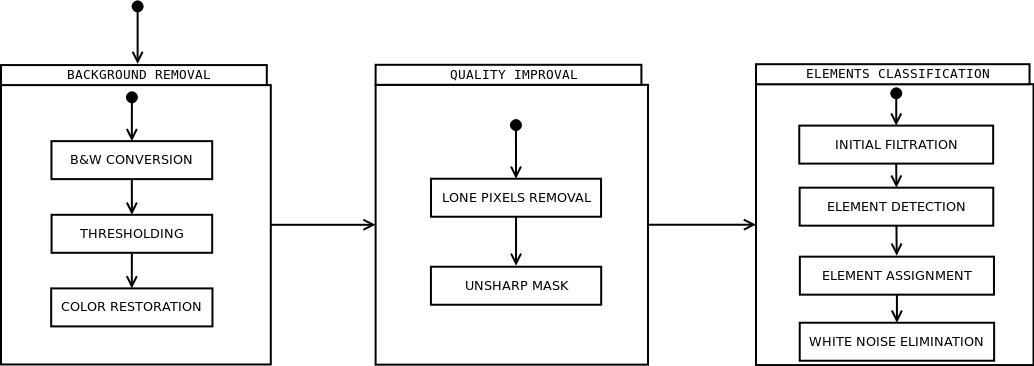 BACKGROUND REMOVAL
B&W CONVERSION
THRESHOLDING
COLOR RESTORATION
QUALITY IMPROVAL
LONE PIXELS REMOVAL
UNSHARP MASK
ELEMENTS CLASSIFICATION
INITIAL FILTRATION
ELEMENT DETECTION
ELEMENT ASSIGNMENT
WHITE NOISE ELIMINATION